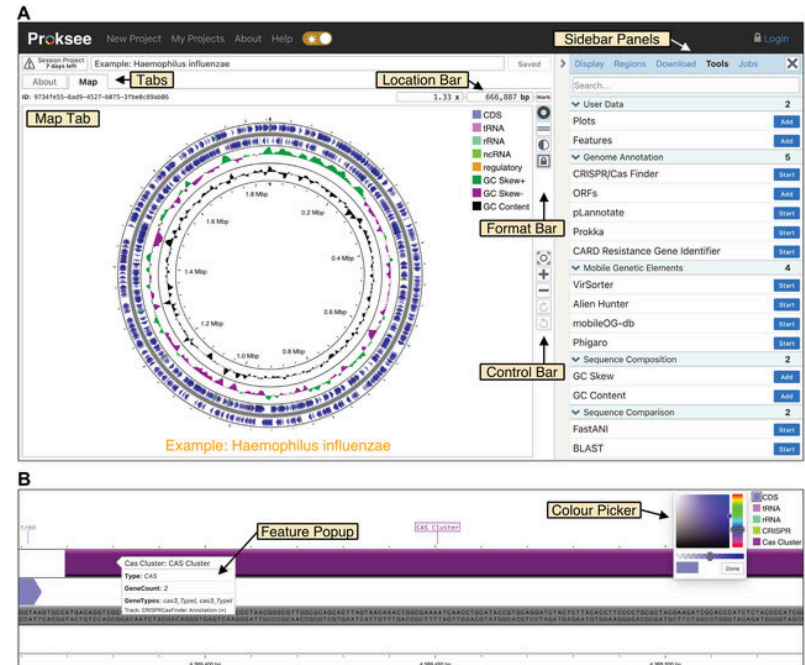 A
Proksee New Project My Projects About Help Login
Sidebar Panels
Session Project
7 days left
Example: Haemophilus influenzae
Saved
Display Regions Download Tools Jobs
About Map
Tabs
Location Bar
Search...
1.33 x
666,887 bp
Map Tab
User Data 2
Plots Add
Features Add
Genome Annotation 5
CRISPR/Cas Finder Start
ORFs Add
pLannotate Start
Prokka Start
CARD Resistance Gene Identifier Start
Mobile Genetic Elements 4
VirSorter Start
Alien Hunter Start
mobileOG-db Start
Phigaro Start
Sequence Composition 2
GC Skew Add
GC Content Add
Sequence Comparison 2
FastANI Start
BLAST Start
CDS
tRNA
rRNA
ncRNA
regulatory
GC Skew+
GC Skew-
GC Content
Format Bar
Control Bar
1.8 Mbp
0.2 Mbp
1.6 Mbp
0.4 Mbp
1.4 Mbp
0.6 Mbp
1.2 Mbp
0.8 Mbp
1.0 Mbp
Example: Haemophilus influenzae
B
CAS Cluster
Feature Popup
Colour Picker
CDS
tRNA
rRNA
CRISPR
Cas Cluster
Done
Cas Cluster: CAS Cluster
Type: CAS
GeneCount: 2
GeneTypes: cas3_TypeI, cas3_TypeI
Track: CRISPRCasFinder Annotation (+)